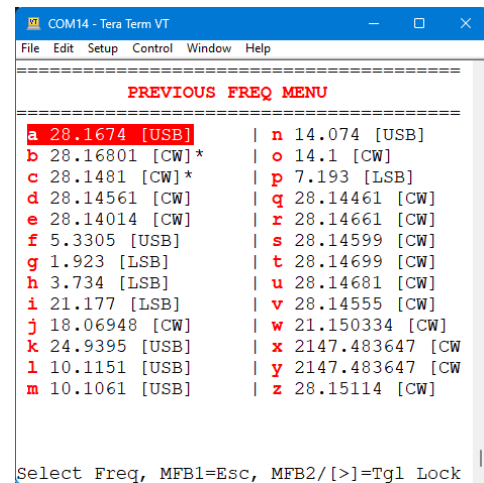 COM14 - Tera Term VT
File Edit Setup Control Window Help
========================================
PREVIOUS FREQ MENU
========================================
a 28.1674 [USB] | n 14.074 [USB]
b 28.16801 [CW]* | o 14.1 [CW]
c 28.1481 [CW]* | p 7.193 [LSB]
d 28.14561 [CW] | q 28.14461 [CW]
e 28.14014 [CW] | r 28.14661 [CW]
f 5.3305 [USB] | s 28.14599 [CW]
g 1.923 [LSB] | t 28.14699 [CW]
h 3.734 [LSB] | u 28.14681 [CW]
i 21.177 [LSB] | v 28.14555 [CW]
j 18.06948 [CW] | w 21.150334 [CW]
k 24.9395 [USB] | x 2147.483647 [CW
l 10.1151 [USB] | y 2147.483647 [CW
m 10.1061 [USB] | z 28.15114 [CW]
Select Freq, MFB1=Esc, MFB2/[>]=Tgl Lock